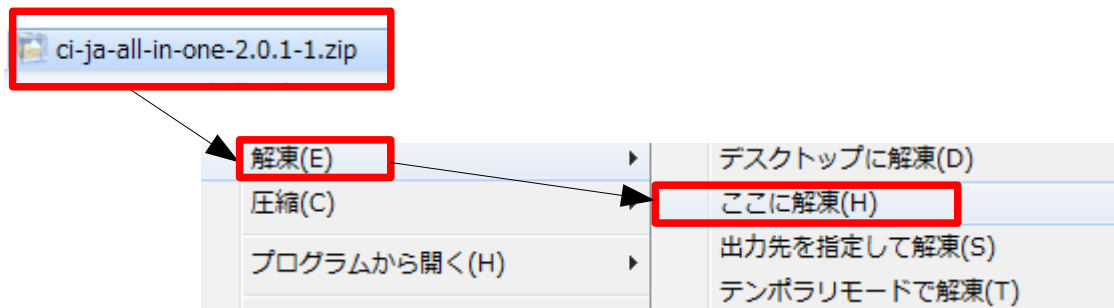 ci-ja-all-in-one-2.0.1-1.zip
解凍(E)
圧縮(C)
プログラムから開く(H)
デスクトップに解凍(D)
ここに解凍(H)
出力先を指定して解凍(S)
テンポラリモードで解凍(T)